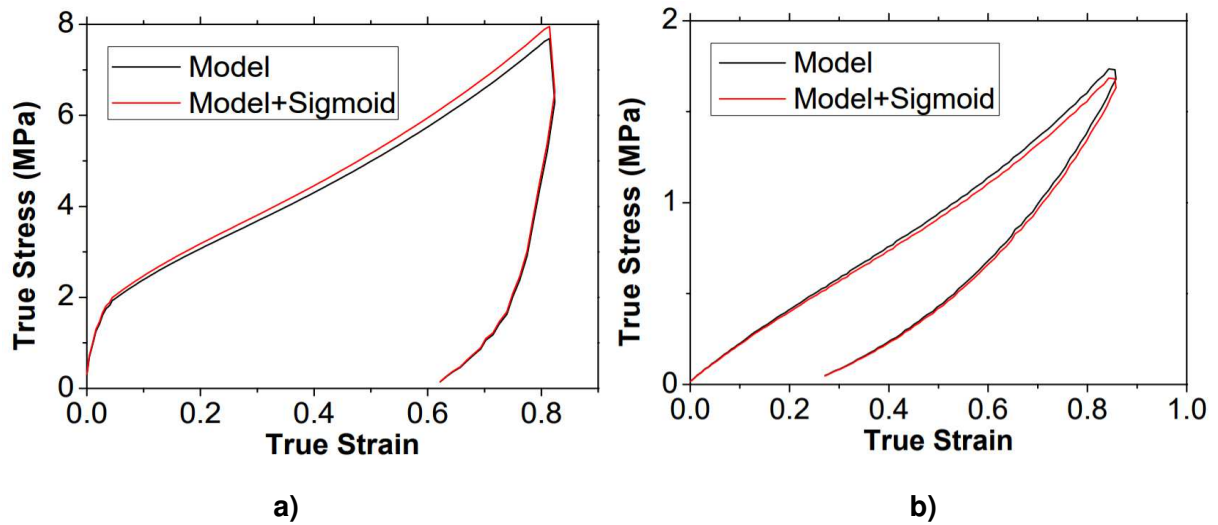 8
6
4
2
0
True Stress (MPa)
Model
Model+Sigmoid
0.0 0.2 0.4 0.6 0.8
True Strain
a)
2
1
0
True Stress (MPa)
Model
Model+Sigmoid
0.0 0.2 0.4 0.6 0.8 1.0
True Strain
b)